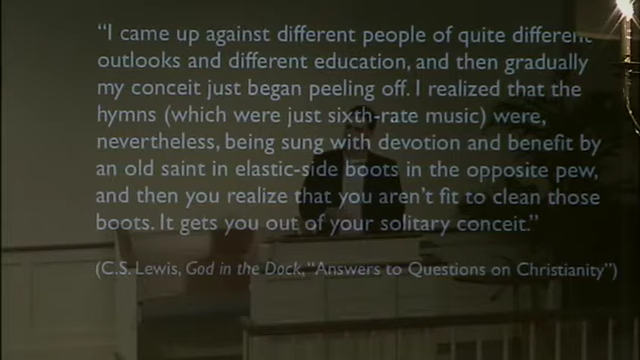 “I came up against different people of quite different
outlooks and different education, and then gradually
my conceit just began peeling off. I realized that the
hymns (which were just sixth-rate music) were,
nevertheless, being sung with devotion and benefit by
an old saint in elastic-side boots in the opposite pew,
and then you realize that you aren’t fit to clean those
boots. It gets you out of your solitary conceit.”
(C.S. Lewis, God in the Dock, “Answers to Questions on Christianity”)